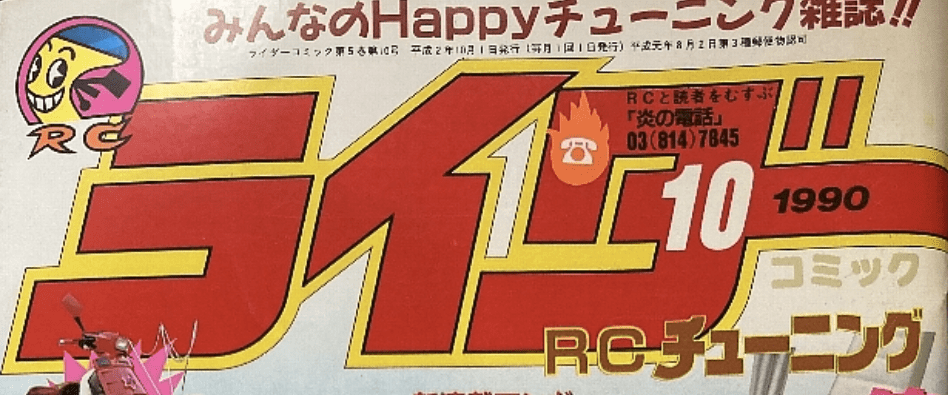 みんなのHappyチューニング雑誌!!
ライダーコミック第5巻第10号 平成2年10月1日発行(毎月1回1日発行)平成元年8月2日第3種郵便物認可
RC
ライダー
RCと読者をむすぶ
「炎の電話」
03(814)7845
10 1990
コミック
RCチューニング